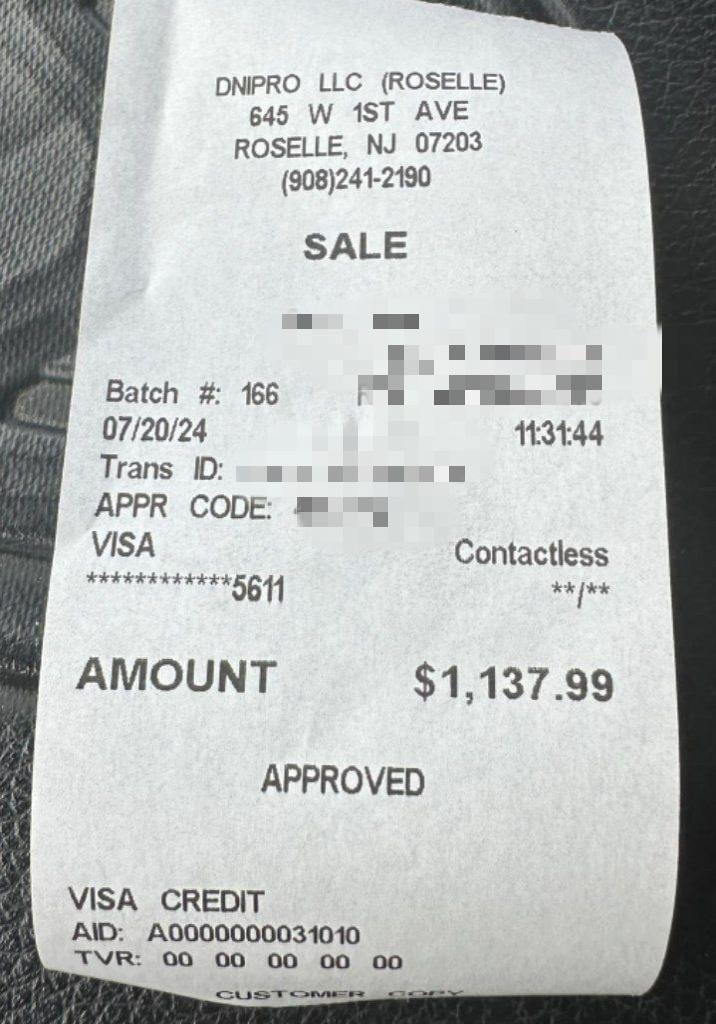 DNIPRO LLC (ROSELLE)
645 W 1ST AVE
ROSELLE, NJ 07203
(908)241-2190
SALE
Batch #: 166
07/20/24 11:31:44
Trans ID:
APPR CODE:
VISA Contactless
************5611 **/**
AMOUNT $1,137.99
APPROVED
VISA CREDIT
AID: A0000000031010
TVR: 00 00 00 00 00
CUSTOMER COPY